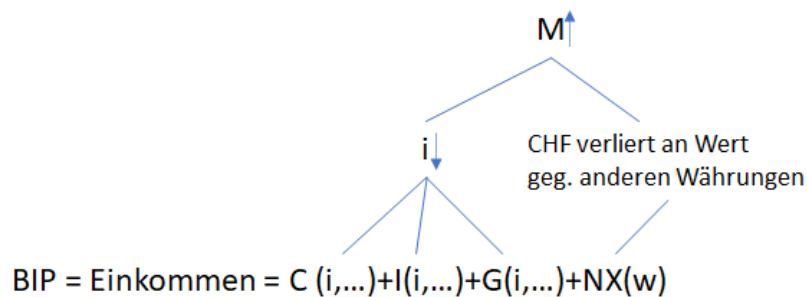 M
i
CHF verliert an Wert
geg. anderen Währungen
BIP = Einkommen = C (i,...)+I(i,...)+G(i,...)+NX(w)